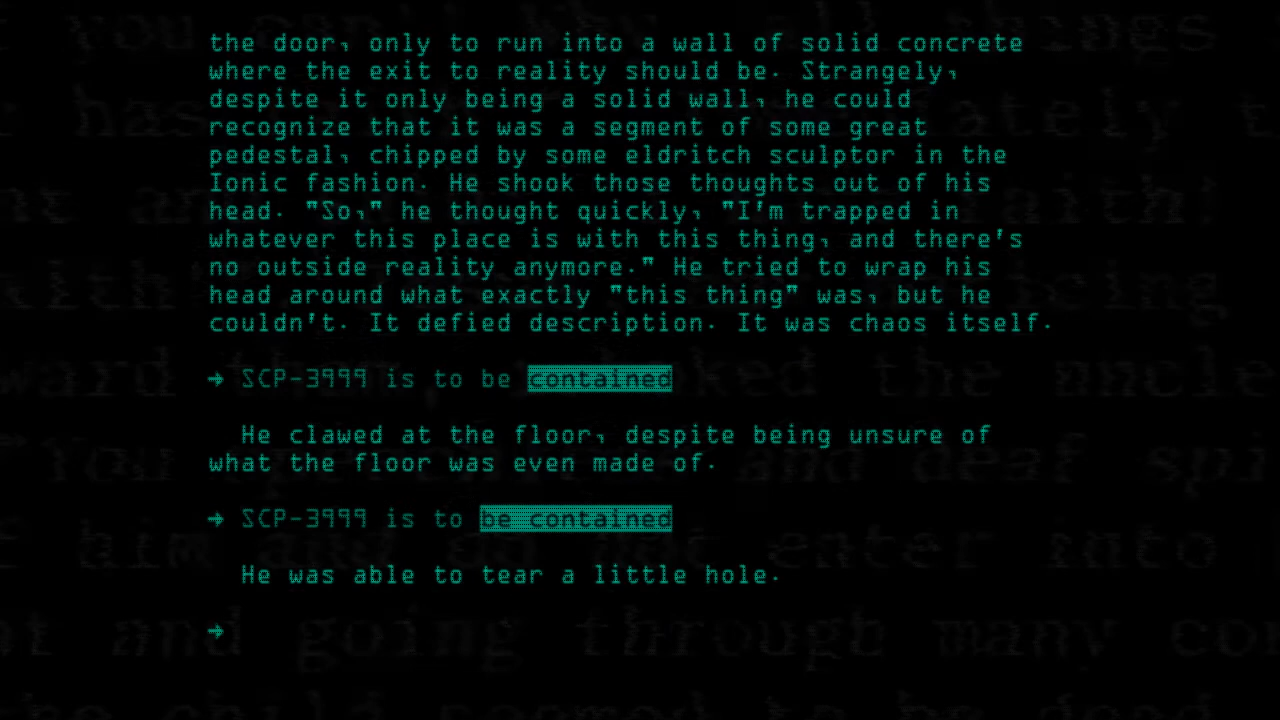 the door, only to run into a wall of solid concrete
where the exit to reality should be. Strangely,
despite it only being a solid wall, he could
recognize that it was a segment of some great
pedestal, chipped by some eldritch sculptor in the
Ionic fashion. He shook those thoughts out of his
head. "So," he thought quickly, "I'm trapped in
whatever this place is with this thing, and there's
no outside reality anymore." He tried to wrap his
head around what exactly "this thing" was, but he
couldn't. It defied description. It was chaos itself.
→ SCP-3999 is to be contained
He clawed at the floor, despite being unsure of
what the floor was even made of.
→ SCP-3999 is to be contained
He was able to tear a little hole.
→